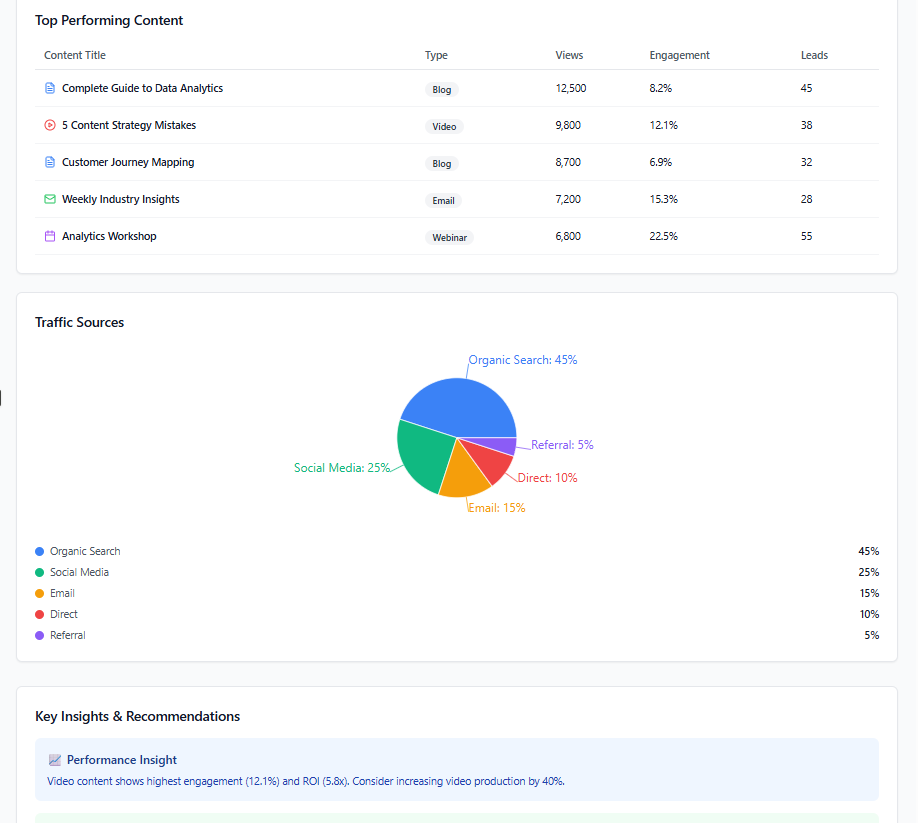 Top Performing Content
Content Title Type Views Engagement Leads
Complete Guide to Data Analytics Blog 12,500 8.2% 45
5 Content Strategy Mistakes Video 9,800 12.1% 38
Customer Journey Mapping Blog 8,700 6.9% 32
Weekly Industry Insights Email 7,200 15.3% 28
Analytics Workshop Webinar 6,800 22.5% 55
Traffic Sources
Organic Search: 45%
Referral: 5%
Social Media: 25%
Direct: 10%
Email: 15%
Organic Search 45%
Social Media 25%
Email 15%
Direct 10%
Referral 5%
Key Insights & Recommendations
Performance Insight
Video content shows highest engagement (12.1%) and ROI (5.8x). Consider increasing video production by 40%.